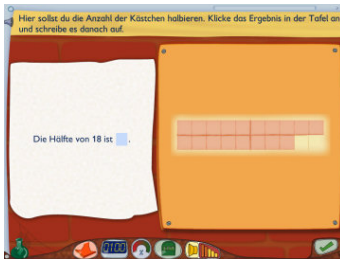 Hier sollst du die Anzahl der Kästchen halbieren. Klicke das Ergebnis in der Tafel an
und schreibe es danach auf.
Die Hälfte von 18 ist .